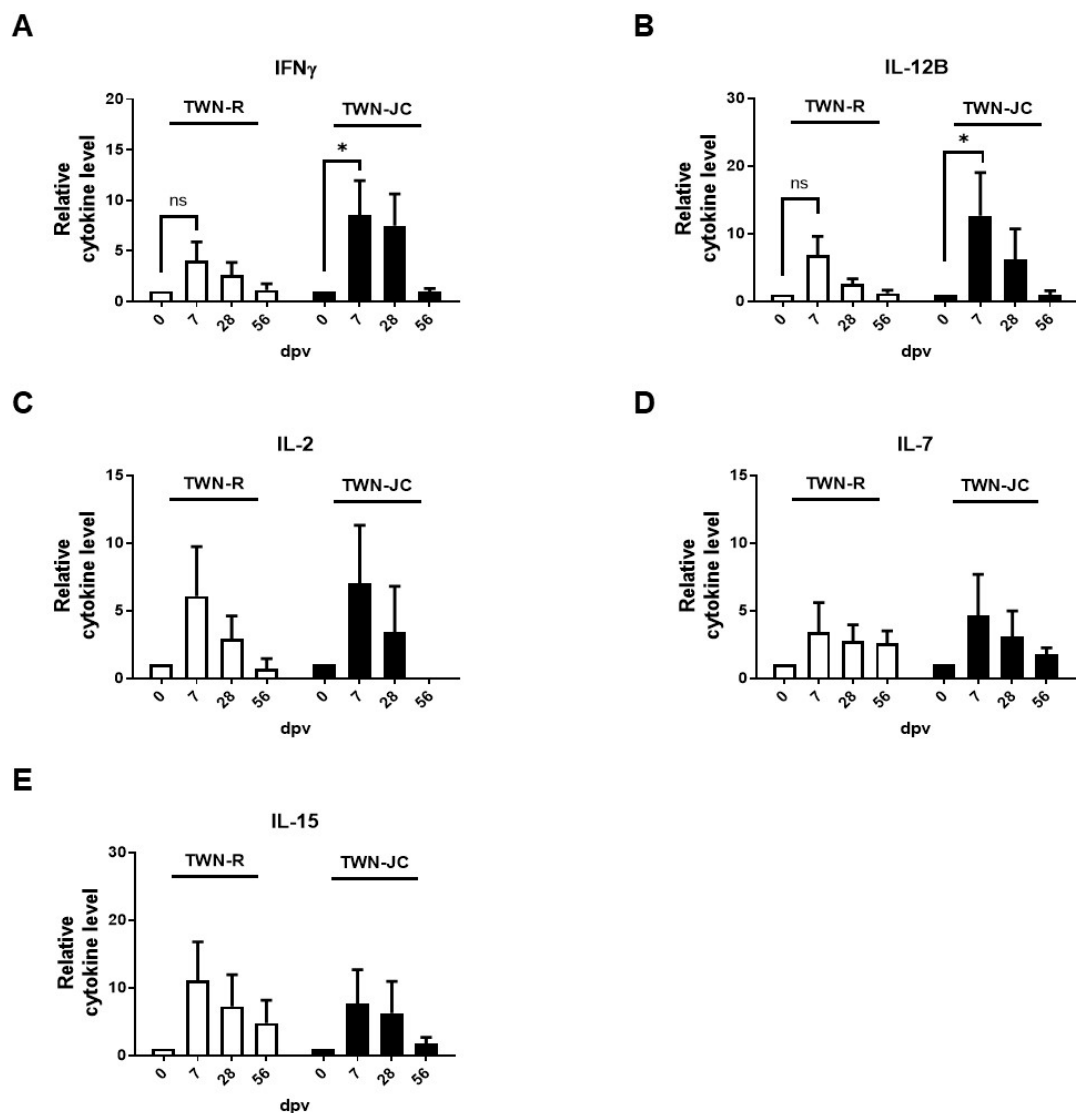 A
IFNγ
TWN-R
TWN-JC
Relative
cytokine level
20
15
10
5
0
ns
*
0 7 28 56 0 7 28 56
dpv
B
IL-12B
TWN-R
TWN-JC
Relative
cytokine level
30
20
10
0
ns
*
0 7 28 56 0 7 28 56
dpv
C
IL-2
TWN-R
TWN-JC
Relative
cytokine level
15
10
5
0
0 7 28 56 0 7 28 56
dpv
D
IL-7
TWN-R
TWN-JC
Relative
cytokine level
15
10
5
0
0 7 28 56 0 7 28 56
dpv
E
IL-15
TWN-R
TWN-JC
Relative
cytokine level
30
20
10
0
0 7 28 56 0 7 28 56
dpv